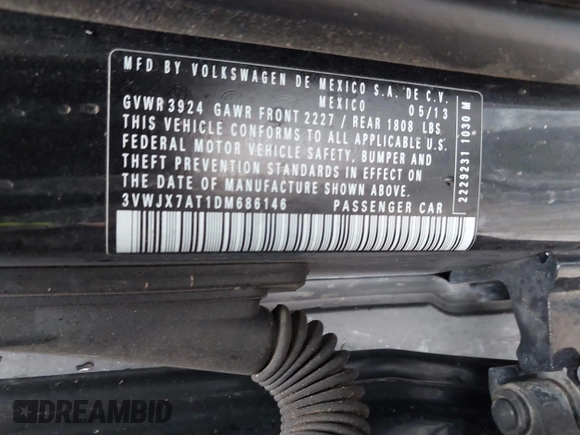 MFD BY VOLKSWAGEN DE MEXICO S.A. DE C.V.
MEXICO 05/13
GVWR 3924 GAWR FRONT 2227 / REAR 1808 LBS
THIS VEHICLE CONFORMS TO ALL APPLICABLE U.S.
FEDERAL MOTOR VEHICLE SAFETY, BUMPER AND
THEFT PREVENTION STANDARDS IN EFFECT ON
THE DATE OF MANUFACTURE SHOWN ABOVE.
3VWJX7AT1DM686146 PASSENGER CAR
2229231 1030 M
DREAMBID